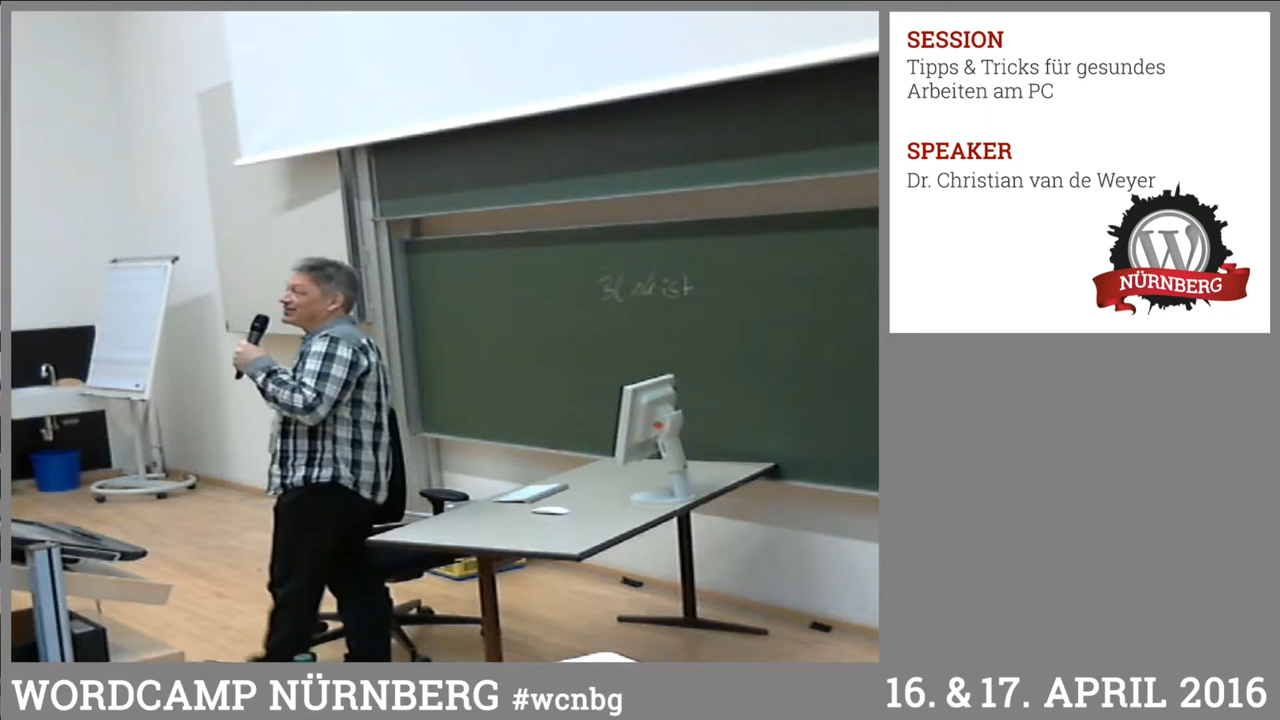 SESSION
Tipps & Tricks für gesundes
Arbeiten am PC
SPEAKER
Dr. Christian van de Weyer
W
NÜRNBERG
WORDCAMP NÜRNBERG #wcnbg
16. & 17. APRIL 2016